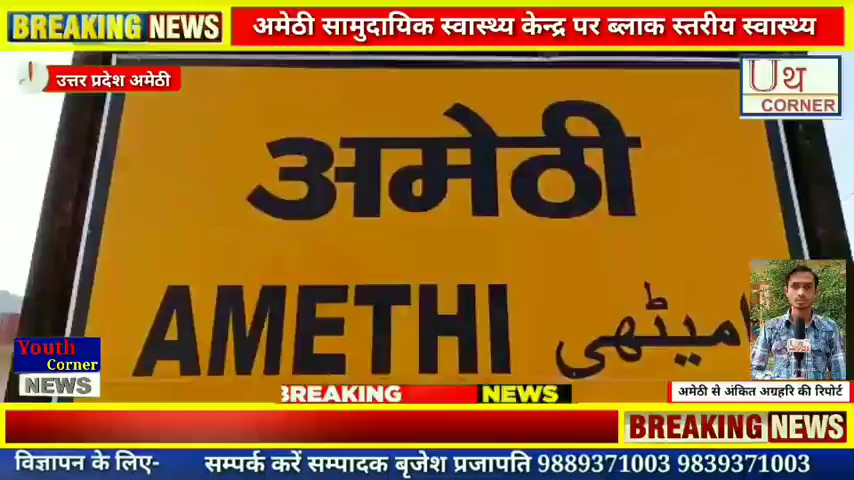 BREAKING NEWS
अमेठी सामुदायिक स्वास्थ्य केन्द्र पर ब्लाक स्तरीय स्वास्थ्य
उत्तर प्रदेश अमेठी
Uथ
CORNER
अमेठी
AMETHI
امیٹھی
Youth
Corner
NEWS
BREAKING NEWS
अमेठी से अंकित अग्रहरि की रिपोर्ट
BREAKING NEWS
विज्ञापन के लिए- सम्पर्क करें सम्पादक बृजेश प्रजापति 9889371003 9839371003